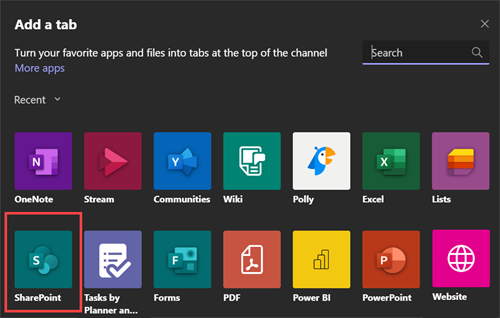 Add a tab
Turn your favorite apps and files into tabs at the top of the channel
Search
More apps
Recent
N
OneNote
Stream
Y
Communities
Wiki
Polly
X
Excel
Lists
S
SharePoint
Tasks by
Planner an...
F
Forms
PDF
Power BI
P
PowerPoint
Website